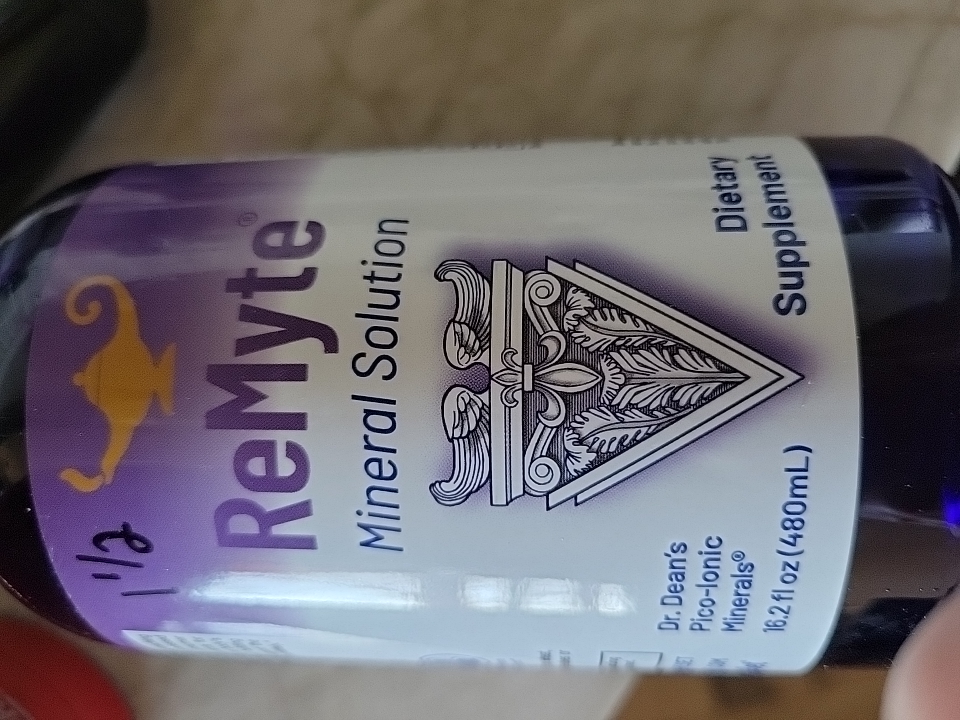 1 1/2
ReMyte®
Mineral Solution
Dr. Dean's
Pico-Ionic
Minerals®
16.2 fl oz (480mL)
Dietary
Supplement